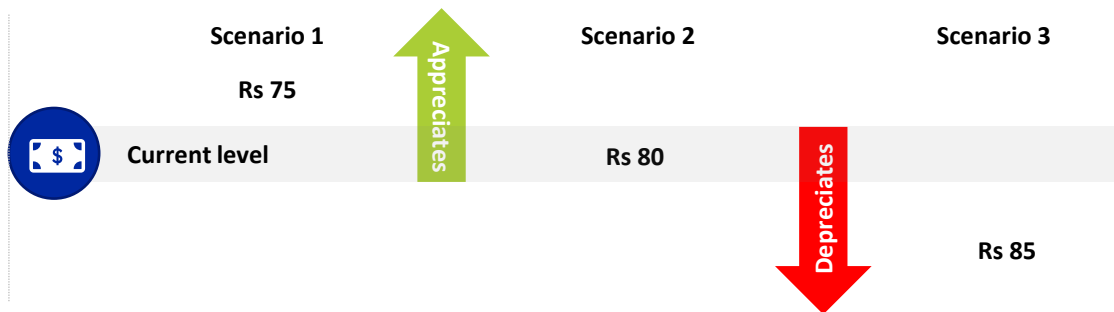 Scenario 1
Appreciates
Scenario 2
Scenario 3
Rs 75
$
Current level
Rs 80
Depreciates
Rs 85